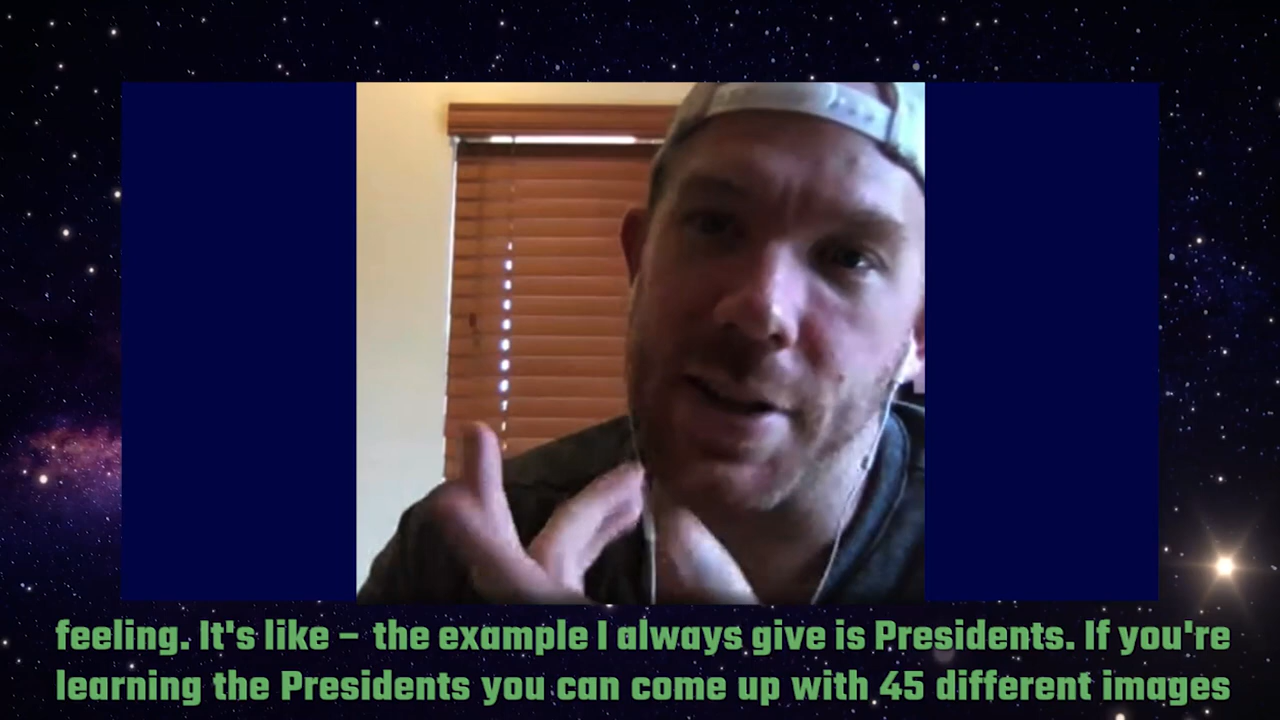 feeling. It's like – the example I always give is Presidents. If you're
learning the Presidents you can come up with 45 different images